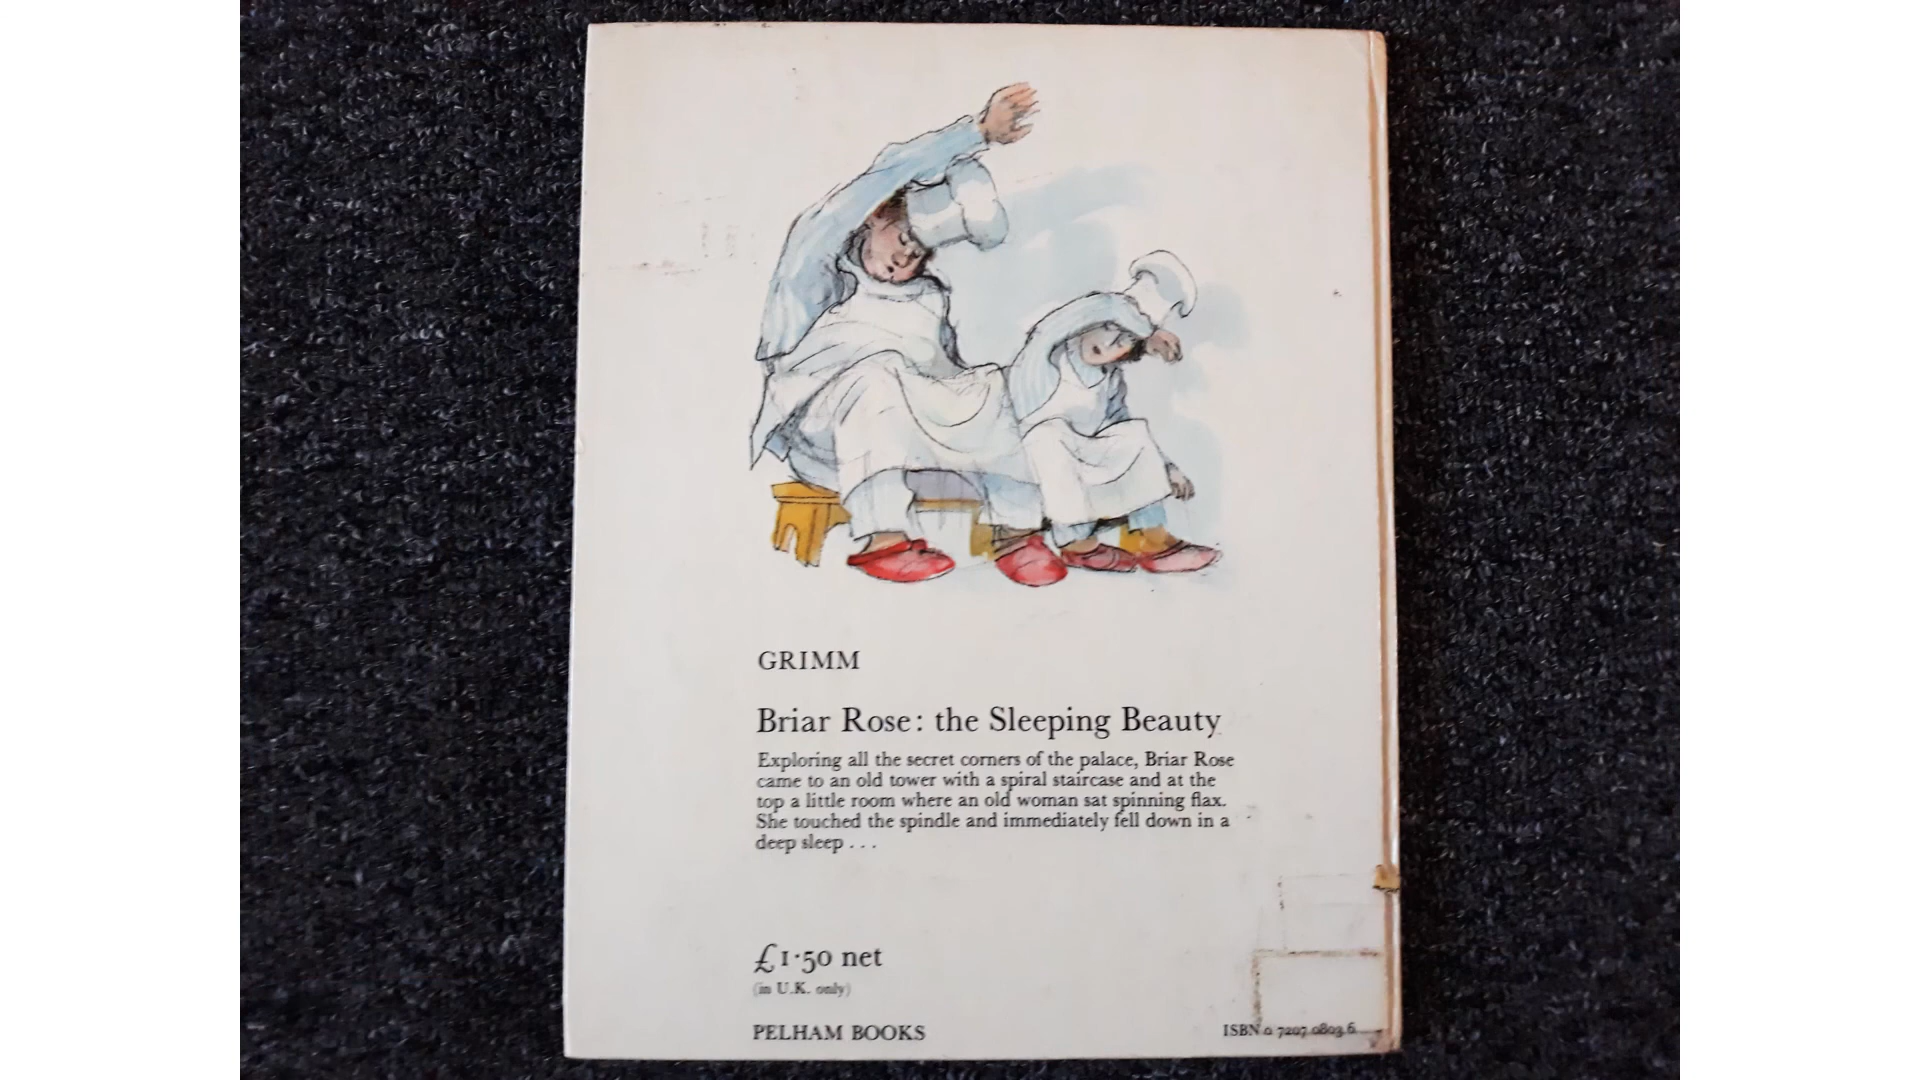 GRIMM
Briar Rose: the Sleeping Beauty
Exploring all the secret corners of the palace, Briar Rose
came to an old tower with a spiral staircase and at the
top a little room where an old woman sat spinning flax.
She touched the spindle and immediately fell down in a
deep sleep . . .
£1·50 net
(in U.K. only)
PELHAM BOOKS
ISBN 0 7207 0803 6